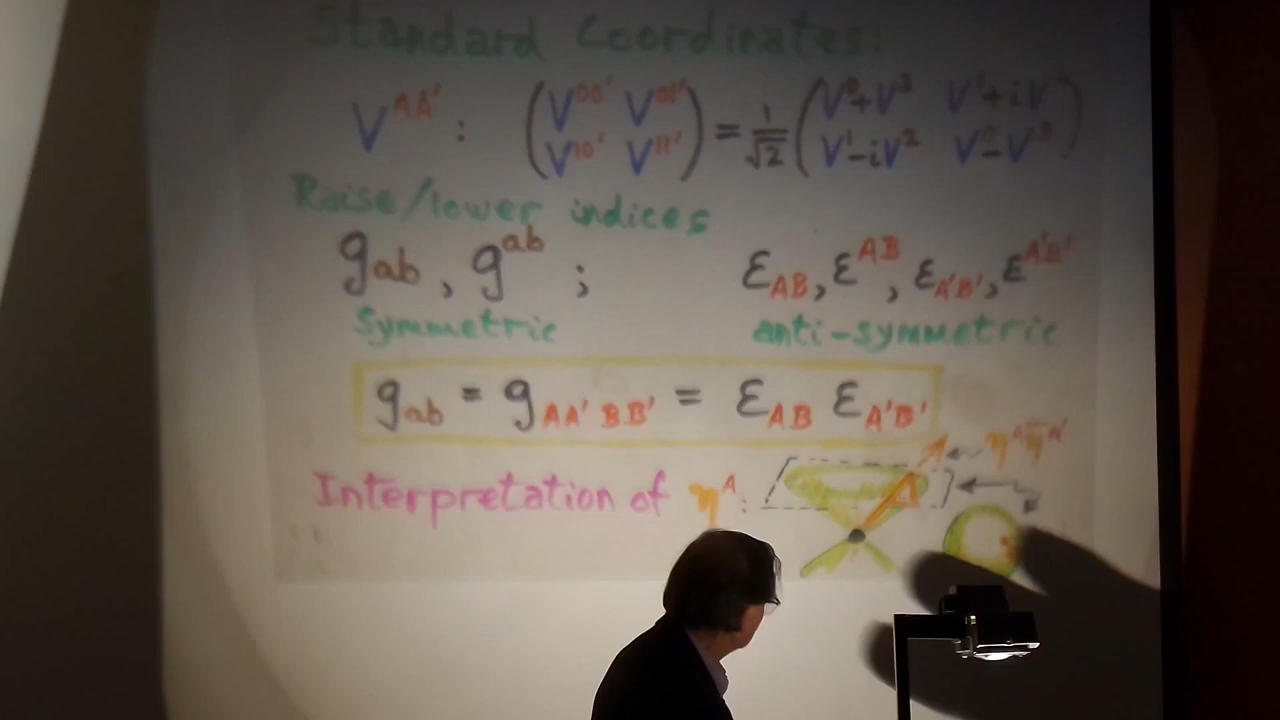 Standard Coordinates:
V^{AA'} : (V^{00'} V^{01'} V^{10'} V^{11'}) = 1/√2 (V^0+V^3 V^1+iV V^1-iV^2 V^0-V^3)
Raise/lower indices
g_{ab}, g^{ab} ; ε_{AB}, ε^{AB}, ε_{A'B'}, ε^{A'B'}
Symmetric anti-symmetric
g_{ab} = g_{AA'BB'} = ε_{AB} ε_{A'B'}
Interpretation of η^A : η^A η̄^{A'}